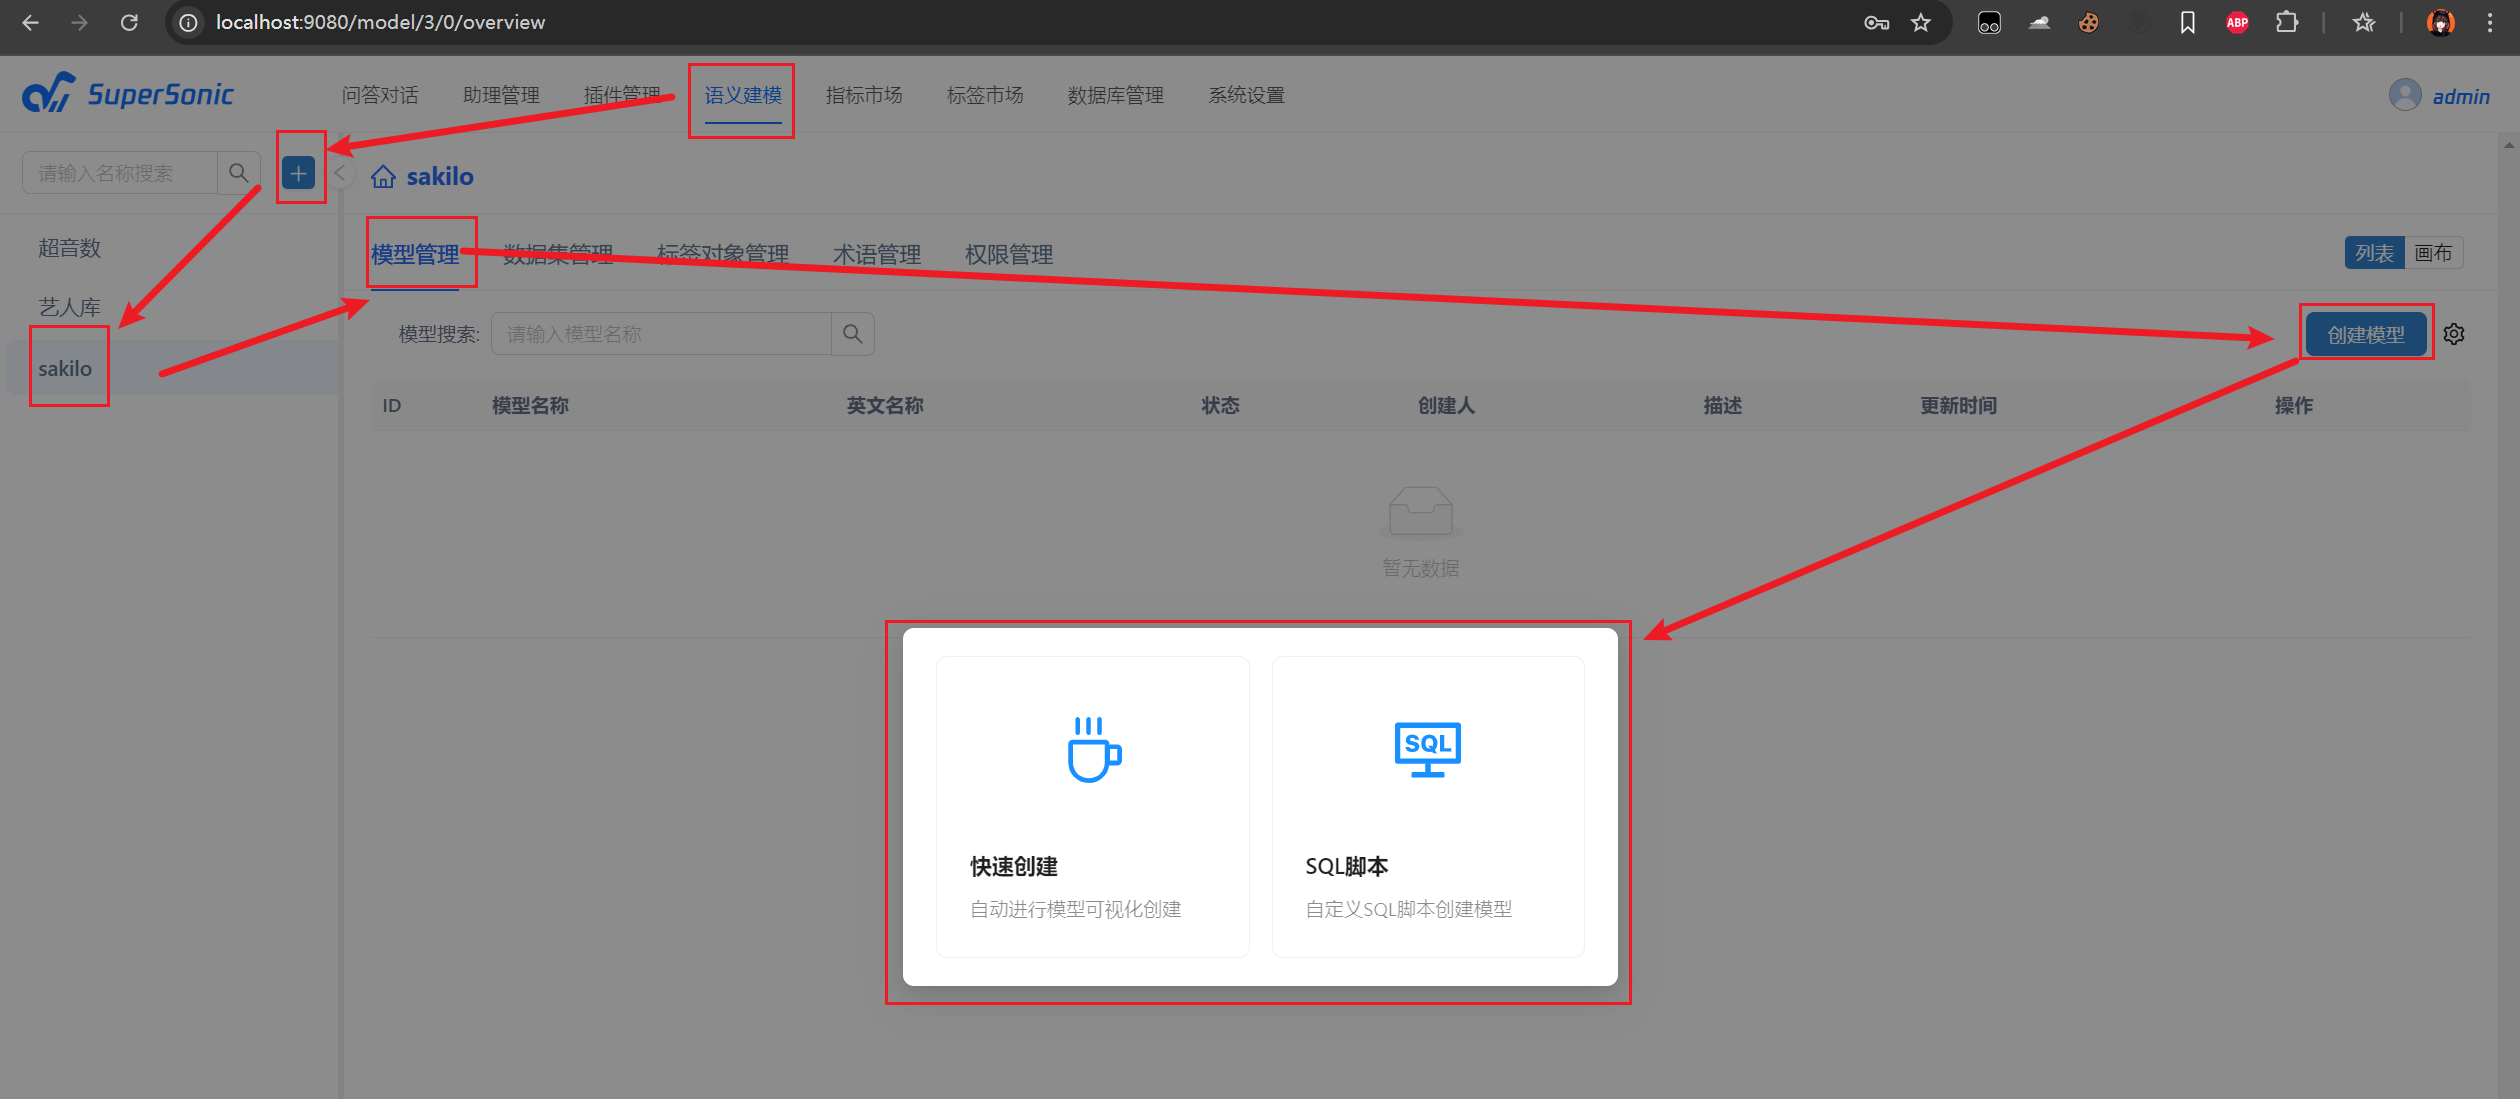 localhost:9080/model/3/0/overview
ABP
SuperSonic
问答对话 助理管理 插件管理 语义建模 指标市场 标签市场 数据库管理 系统设置
admin
请输入名称搜索
sakilo
超音数
艺人库
sakilo
模型管理 数据集管理 标签对象管理 术语管理 权限管理
列表 画布
模型搜索: 请输入模型名称
创建模型
ID 模型名称 英文名称 状态 创建人 描述 更新时间 操作
暂无数据
SQL
快速创建
自动进行模型可视化创建
SQL脚本
自定义SQL脚本创建模型